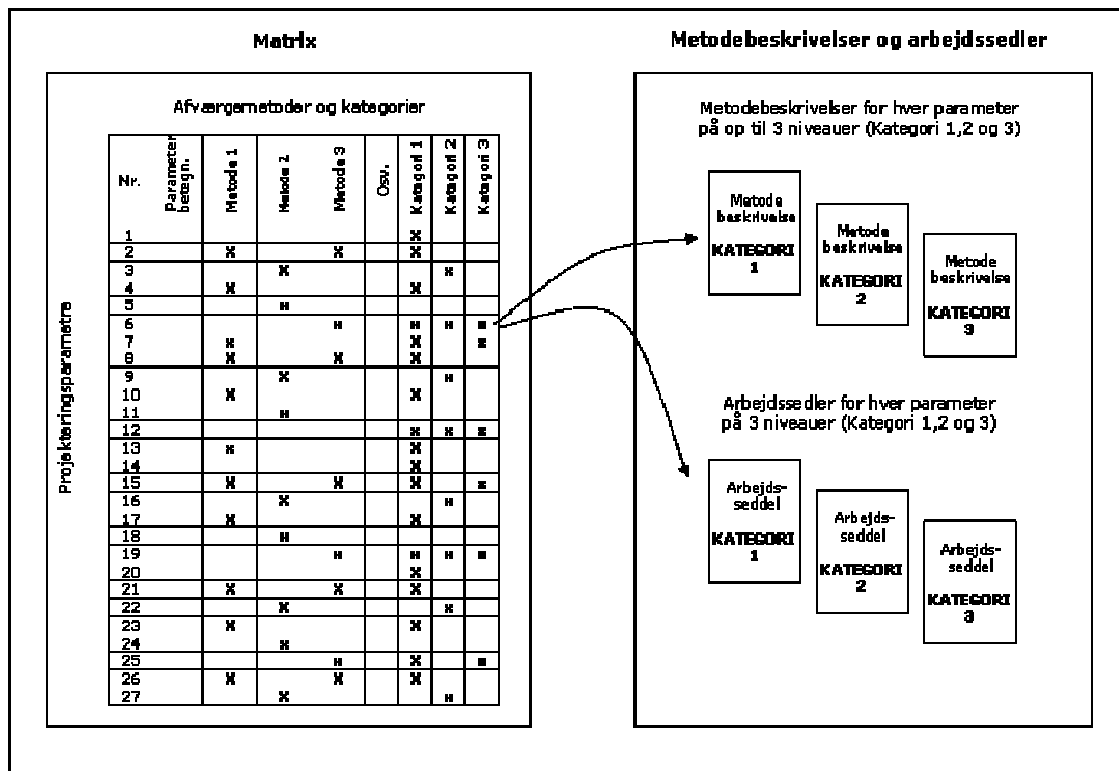 Matrix
Afværgemetoder og kategorier
Nr.
Parameter
betegn.
Metode 1
Metode 2
Metode 3
Osv.
Kategori 1
Kategori 2
Kategori 3
Projekteringsparametre
1 X
2 X X X
3 X X
4 X X
5 X
6 X X X X
7 X X X
8 X X X
9 X X
10 X X
11 X
12 X X X
13 X X
14 X
15 X X X X
16 X X
17 X X
18 X
19 X X X X
20 X
21 X X X
22 X X
23 X X
24 X
25 X X X
26 X X X
27 X X
Metodebeskrivelser og arbejdssedler
Metodebeskrivelser for hver parameter
på op til 3 niveauer (Kategori 1,2 og 3)
Metode
beskrivelse
KATEGORI
1
Metode
beskrivelse
KATEGORI
2
Metode
beskrivelse
KATEGORI
3
Arbejdssedler for hver parameter
på 3 niveauer (Kategori 1,2 og 3)
Arbejds-
seddel
KATEGORI
1
Arbejds-
seddel
KATEGORI
2
Arbejds-
seddel
KATEGORI
3